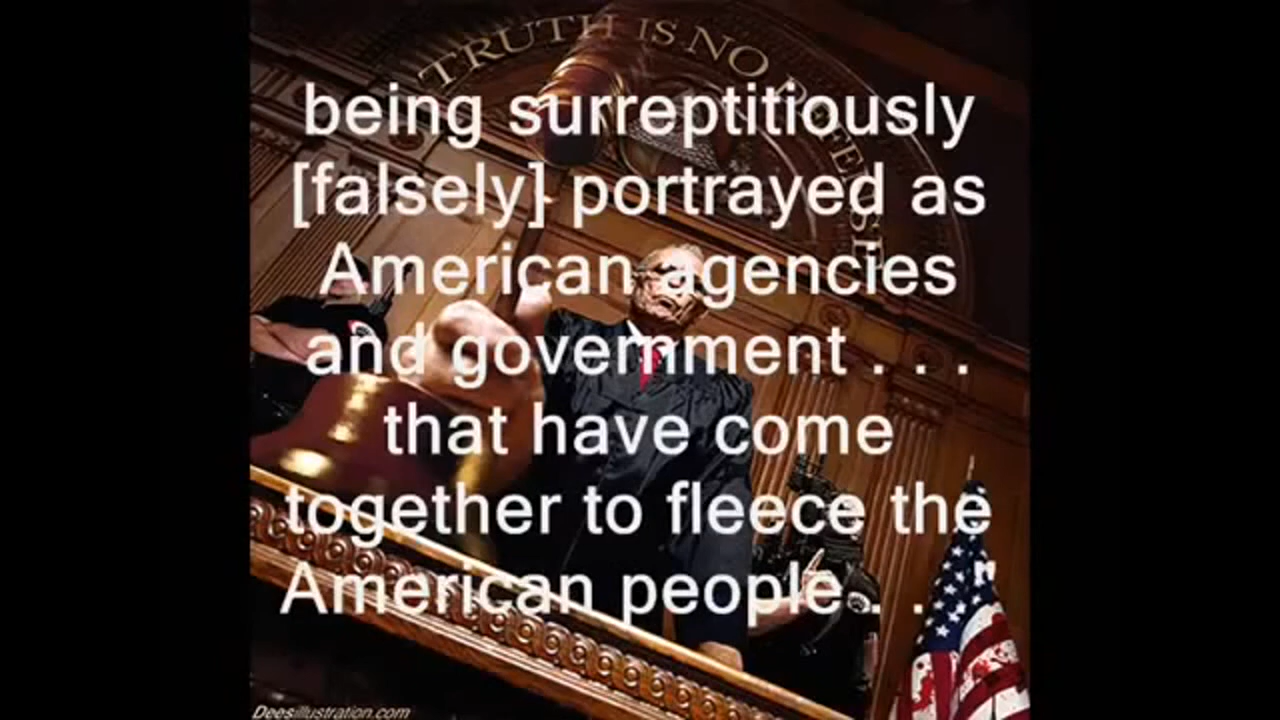 TRUTH IS NO DEFENSE
being surreptitiously
[falsely] portrayed as
American agencies
and government . . .
that have come
together to fleece the
American people . . ."
Deesillustration.com